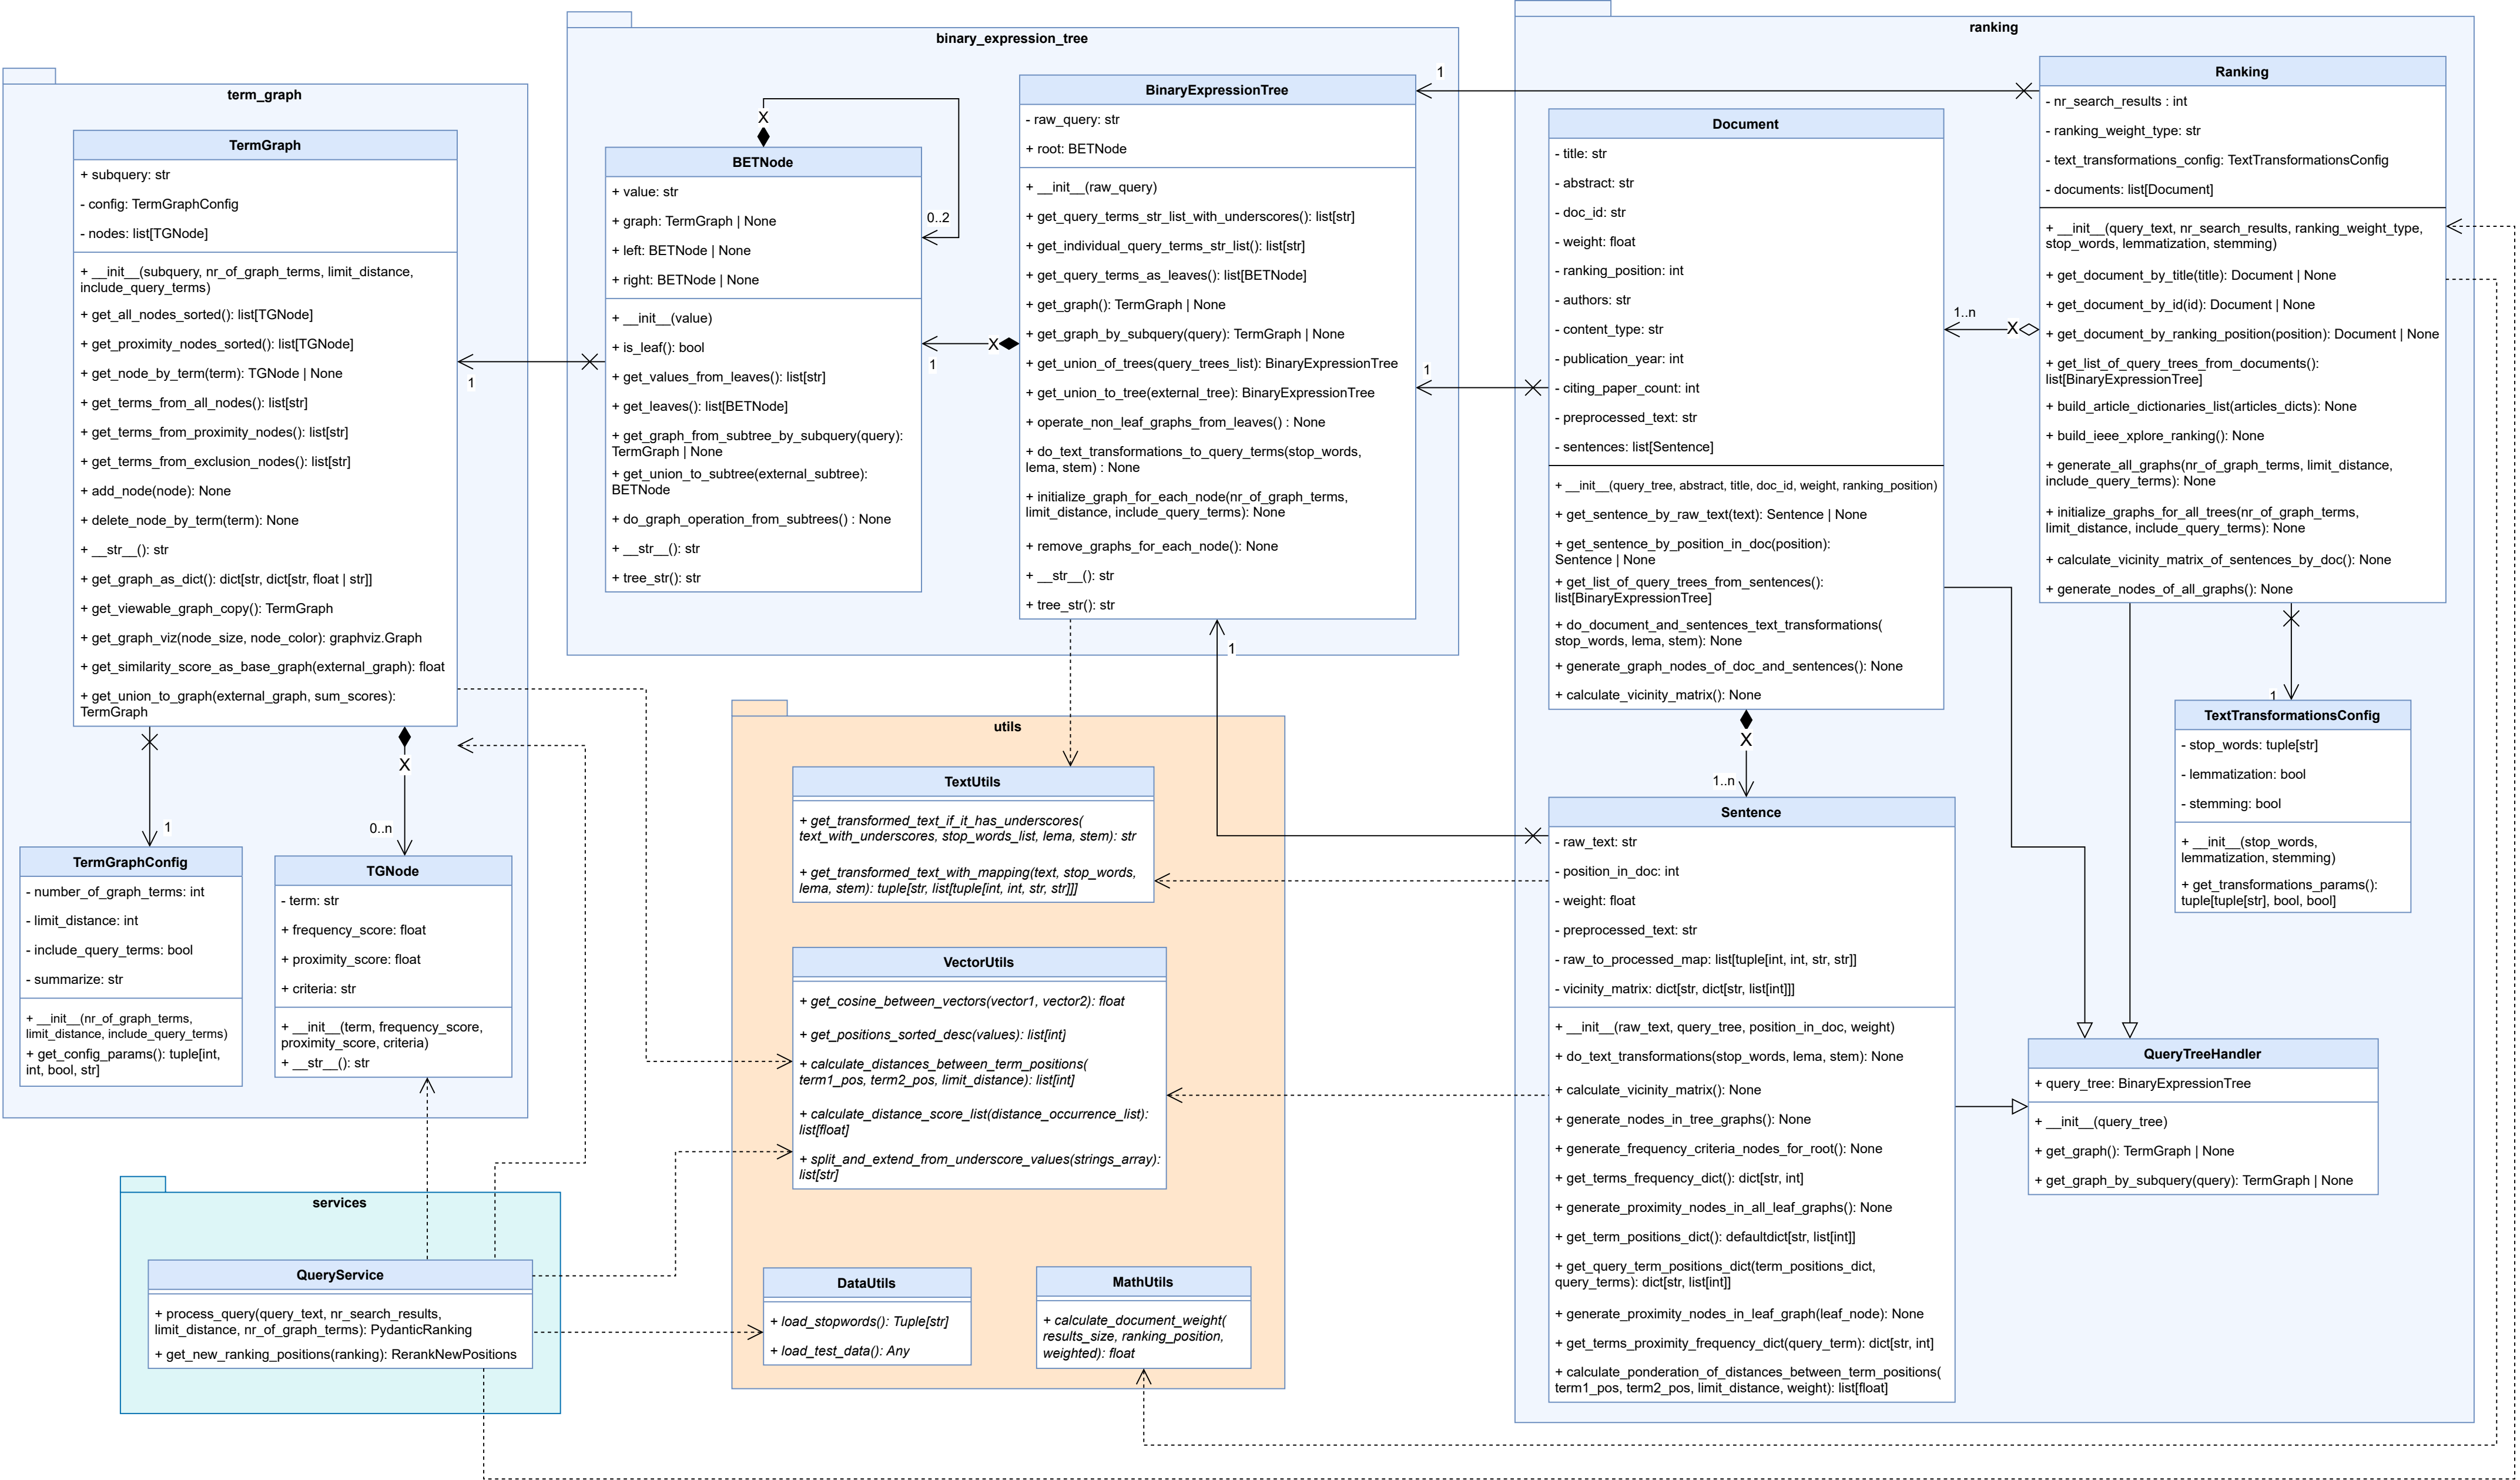 term_graph
TermGraph
+ subquery: str
- config: TermGraphConfig
- nodes: list[TGNode]
+ __init__(subquery, nr_of_graph_terms, limit_distance,
include_query_terms)
+ get_all_nodes_sorted(): list[TGNode]
+ get_proximity_nodes_sorted(): list[TGNode]
+ get_node_by_term(term): TGNode | None
+ get_terms_from_all_nodes(): list[str]
+ get_terms_from_proximity_nodes(): list[str]
+ get_terms_from_exclusion_nodes(): list[str]
+ add_node(node): None
+ delete_node_by_term(term): None
+ __str__(): str
+ get_graph_as_dict(): dict[str, dict[str, float | str]]
+ get_viewable_graph_copy(): TermGraph
+ get_graph_viz(node_size, node_color): graphviz.Graph
+ get_similarity_score_as_base_graph(external_graph): float
+ get_union_to_graph(external_graph, sum_scores):
TermGraph
X
1
0..n
TermGraphConfig
- number_of_graph_terms: int
- limit_distance: int
- include_query_terms: bool
- summarize: str
+ __init__(nr_of_graph_terms,
limit_distance, include_query_terms)
+ get_config_params(): tuple[int,
int, bool, str]
TGNode
- term: str
+ frequency_score: float
+ proximity_score: float
+ criteria: str
+ __init__(term, frequency_score,
proximity_score, criteria)
+ __str__(): str
services
QueryService
+ process_query(query_text, nr_search_results,
limit_distance, nr_of_graph_terms): PydanticRanking
+ get_new_ranking_positions(ranking): RerankNewPositions
binary_expression_tree
X
0..2
BETNode
+ value: str
+ graph: TermGraph | None
+ left: BETNode | None
+ right: BETNode | None
+ __init__(value)
+ is_leaf(): bool
+ get_values_from_leaves(): list[str]
+ get_leaves(): list[BETNode]
+ get_graph_from_subtree_by_subquery(query):
TermGraph | None
+ get_union_to_subtree(external_subtree):
BETNode
+ do_graph_operation_from_subtrees() : None
+ __str__(): str
+ tree_str(): str
1
X
1
BinaryExpressionTree
- raw_query: str
+ root: BETNode
+ __init__(raw_query)
+ get_query_terms_str_list_with_underscores(): list[str]
+ get_individual_query_terms_str_list(): list[str]
+ get_query_terms_as_leaves(): list[BETNode]
+ get_graph(): TermGraph | None
+ get_graph_by_subquery(query): TermGraph | None
+ get_union_of_trees(query_trees_list): BinaryExpressionTree
+ get_union_to_tree(external_tree): BinaryExpressionTree
+ operate_non_leaf_graphs_from_leaves() : None
+ do_text_transformations_to_query_terms(stop_words,
lema, stem) : None
+ initialize_graph_for_each_node(nr_of_graph_terms,
limit_distance, include_query_terms): None
+ remove_graphs_for_each_node(): None
+ __str__(): str
+ tree_str(): str
1
1
1
utils
TextUtils
+ get_transformed_text_if_it_has_underscores(
text_with_underscores, stop_words_list, lema, stem): str
+ get_transformed_text_with_mapping(text, stop_words,
lema, stem): tuple[str, list[tuple[int, int, str, str]]]
VectorUtils
+ get_cosine_between_vectors(vector1, vector2): float
+ get_positions_sorted_desc(values): list[int]
+ calculate_distances_between_term_positions(
term1_pos, term2_pos, limit_distance): list[int]
+ calculate_distance_score_list(distance_occurrence_list):
list[float]
+ split_and_extend_from_underscore_values(strings_array):
list[str]
DataUtils
+ load_stopwords(): Tuple[str]
+ load_test_data(): Any
MathUtils
+ calculate_document_weight(
results_size, ranking_position,
weighted): float
ranking
Document
- title: str
- abstract: str
- doc_id: str
- weight: float
- ranking_position: int
- authors: str
- content_type: str
- publication_year: int
- citing_paper_count: int
- preprocessed_text: str
- sentences: list[Sentence]
+ __init__(query_tree, abstract, title, doc_id, weight, ranking_position)
+ get_sentence_by_raw_text(text): Sentence | None
+ get_sentence_by_position_in_doc(position):
Sentence | None
+ get_list_of_query_trees_from_sentences():
list[BinaryExpressionTree]
+ do_document_and_sentences_text_transformations(
stop_words, lema, stem): None
+ generate_graph_nodes_of_doc_and_sentences(): None
+ calculate_vicinity_matrix(): None
X
1..n
1..n
X
Ranking
- nr_search_results : int
- ranking_weight_type: str
- text_transformations_config: TextTransformationsConfig
- documents: list[Document]
+ __init__(query_text, nr_search_results, ranking_weight_type,
stop_words, lemmatization, stemming)
+ get_document_by_title(title): Document | None
+ get_document_by_id(id): Document | None
+ get_document_by_ranking_position(position): Document | None
+ get_list_of_query_trees_from_documents():
list[BinaryExpressionTree]
+ build_article_dictionaries_list(articles_dicts): None
+ build_ieee_xplore_ranking(): None
+ generate_all_graphs(nr_of_graph_terms, limit_distance,
include_query_terms): None
+ initialize_graphs_for_all_trees(nr_of_graph_terms,
limit_distance, include_query_terms): None
+ calculate_vicinity_matrix_of_sentences_by_doc(): None
+ generate_nodes_of_all_graphs(): None
1
TextTransformationsConfig
- stop_words: tuple[str]
- lemmatization: bool
- stemming: bool
+ __init__(stop_words,
lemmatization, stemming)
+ get_transformations_params():
tuple[tuple[str], bool, bool]
Sentence
- raw_text: str
- position_in_doc: int
- weight: float
- preprocessed_text: str
- raw_to_processed_map: list[tuple[int, int, str, str]]
- vicinity_matrix: dict[str, dict[str, list[int]]]
+ __init__(raw_text, query_tree, position_in_doc, weight)
+ do_text_transformations(stop_words, lema, stem): None
+ calculate_vicinity_matrix(): None
+ generate_nodes_in_tree_graphs(): None
+ generate_frequency_criteria_nodes_for_root(): None
+ get_terms_frequency_dict(): dict[str, int]
+ generate_proximity_nodes_in_all_leaf_graphs(): None
+ get_term_positions_dict(): defaultdict[str, list[int]]
+ get_query_term_positions_dict(term_positions_dict,
query_terms): dict[str, list[int]]
+ generate_proximity_nodes_in_leaf_graph(leaf_node): None
+ get_terms_proximity_frequency_dict(query_term): dict[str, int]
+ calculate_ponderation_of_distances_between_term_positions(
term1_pos, term2_pos, limit_distance, weight): list[float]
QueryTreeHandler
+ query_tree: BinaryExpressionTree
+ __init__(query_tree)
+ get_graph(): TermGraph | None
+ get_graph_by_subquery(query): TermGraph | None